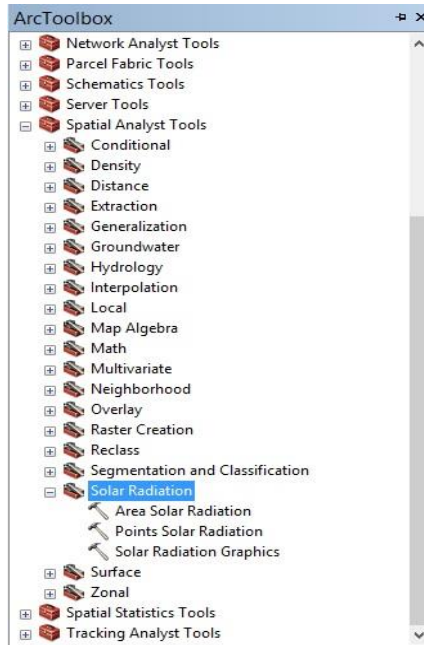 ArcToolbox
Network Analyst Tools
Parcel Fabric Tools
Schematics Tools
Server Tools
Spatial Analyst Tools
Conditional
Density
Distance
Extraction
Generalization
Groundwater
Hydrology
Interpolation
Local
Map Algebra
Math
Multivariate
Neighborhood
Overlay
Raster Creation
Reclass
Segmentation and Classification
Solar Radiation
Area Solar Radiation
Points Solar Radiation
Solar Radiation Graphics
Surface
Zonal
Spatial Statistics Tools
Tracking Analyst Tools